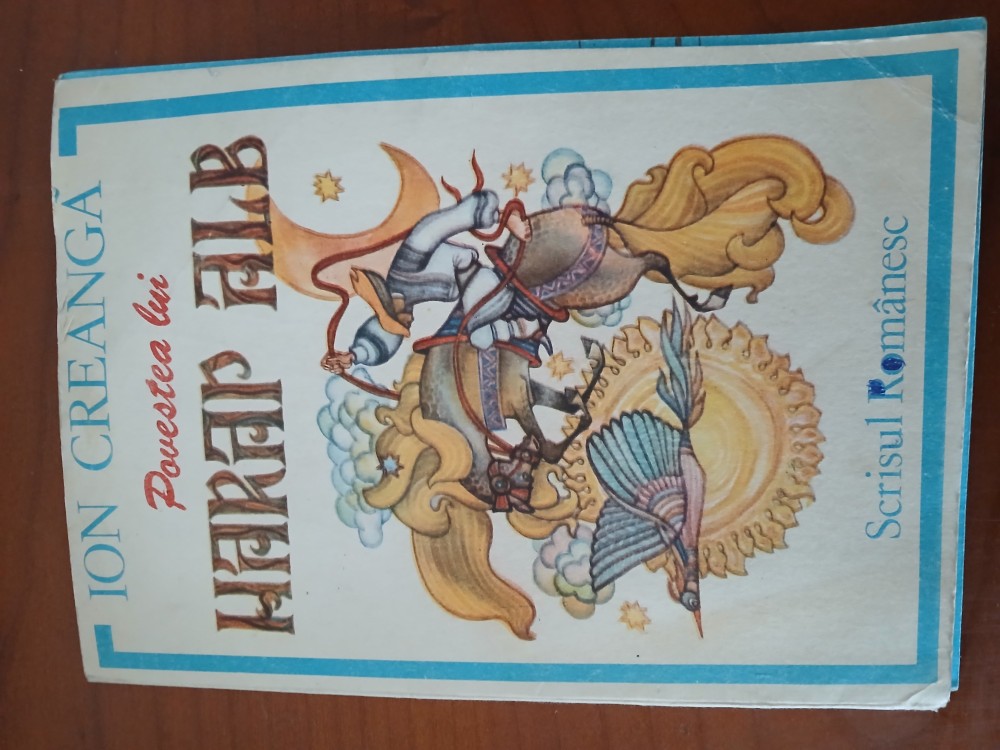 ION CREANGĂ
Povestea lui
HARAP ALB
Scrisul Românesc